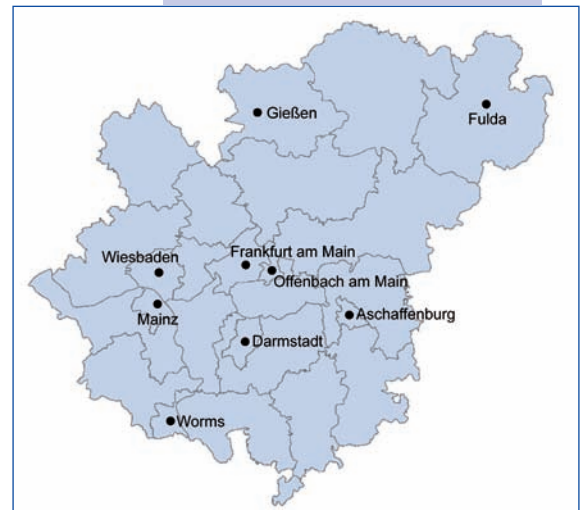 Gießen
Fulda
Wiesbaden
Frankfurt am Main
Offenbach am Main
Mainz
Aschaffenburg
Darmstadt
Worms